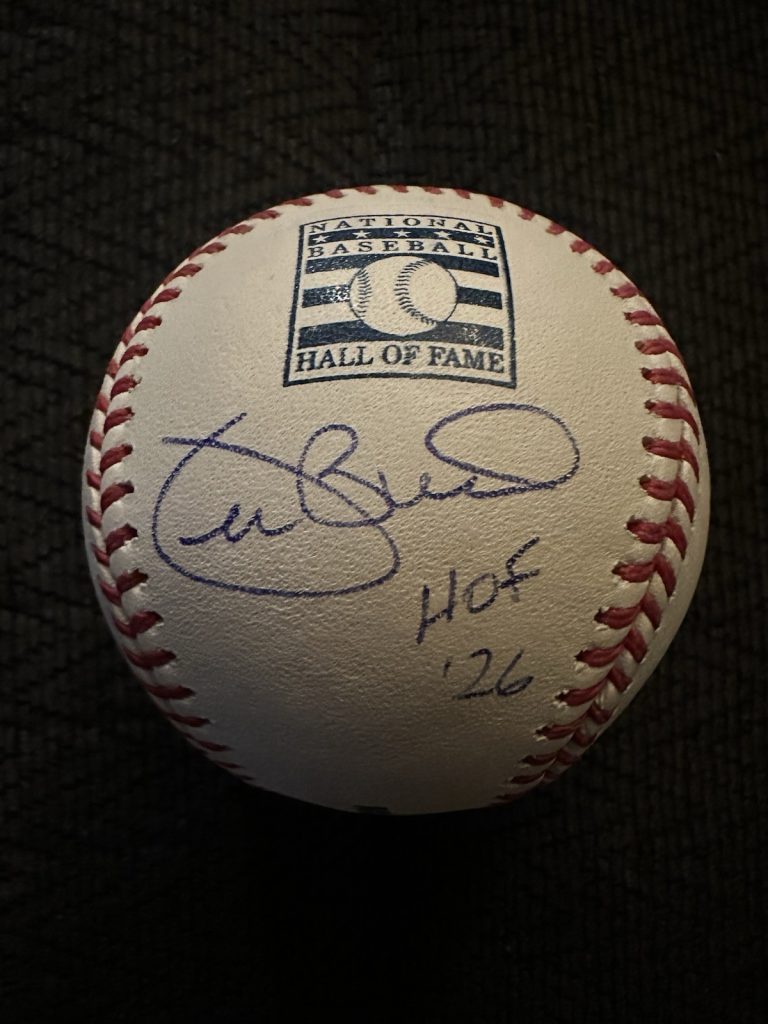 NATIONAL
BASEBALL
HALL OF FAME
HOF
'26